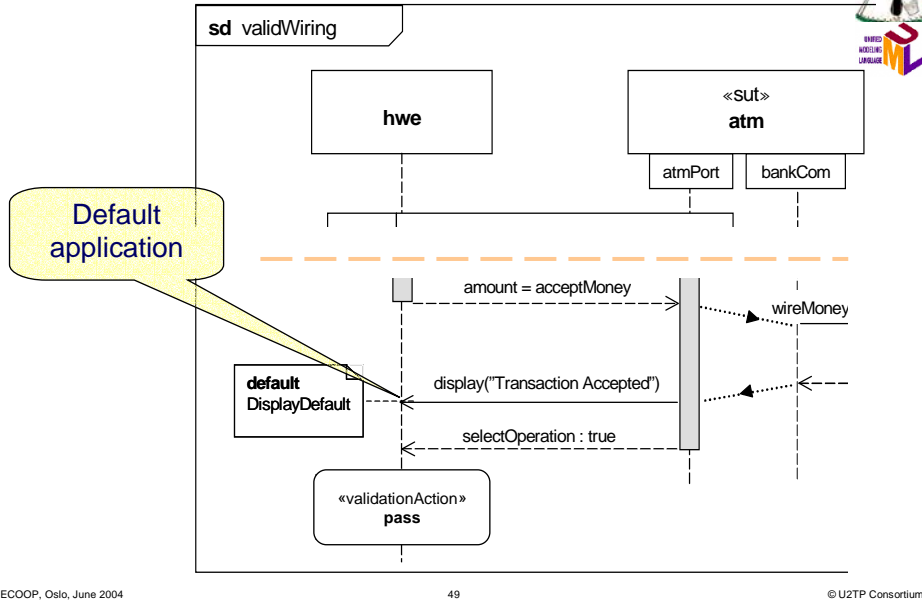 sd validWiring
UNIFIED
MODELING
LANGUAGE
UML
hwe
«sut»
atm
atmPort
bankCom
Default
application
amount = acceptMoney
wireMoney
default
DisplayDefault
display("Transaction Accepted")
selectOperation : true
«validationAction»
pass
ECOOP, Oslo, June 2004
49
© U2TP Consortium